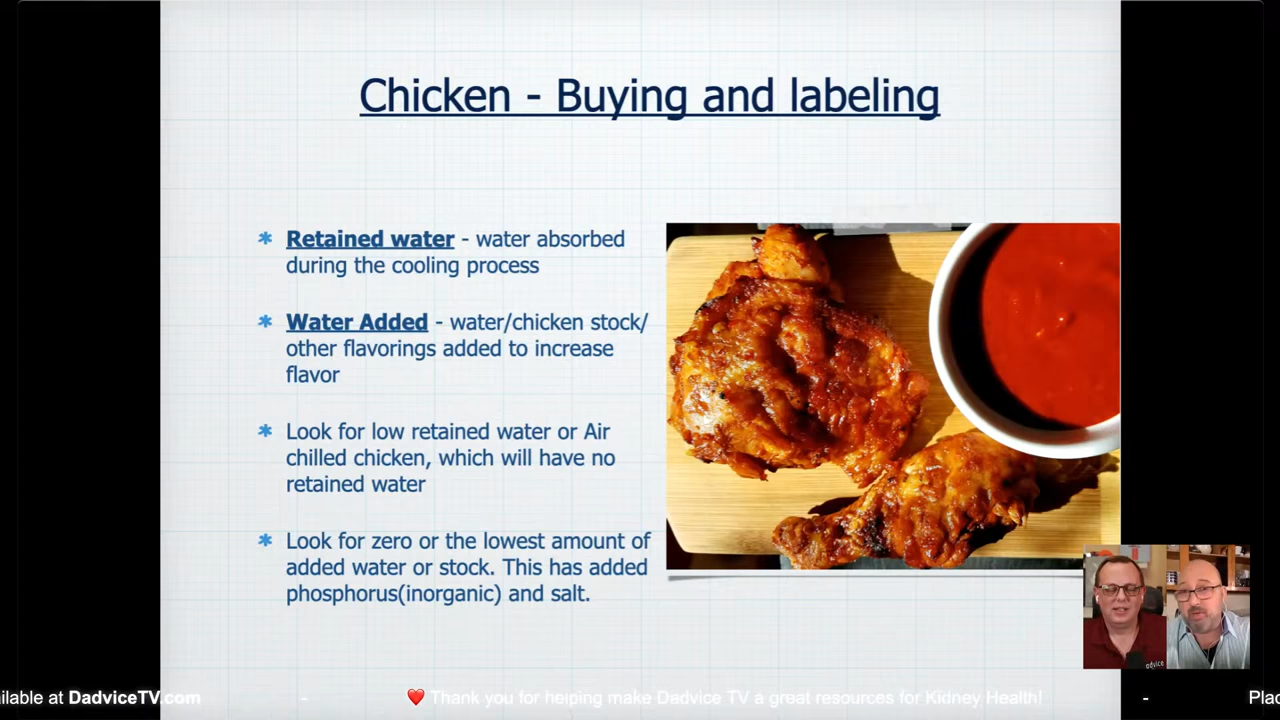 Chicken - Buying and labeling
* Retained water - water absorbed
during the cooling process
* Water Added - water/chicken stock/
other flavorings added to increase
flavor
* Look for low retained water or Air
chilled chicken, which will have no
retained water
* Look for zero or the lowest amount of
added water or stock. This has added
phosphorus(inorganic) and salt.
at DadviceTV.com - ❤️ Thank you for helping make Dadvice TV a great resources for Kidney Health! -